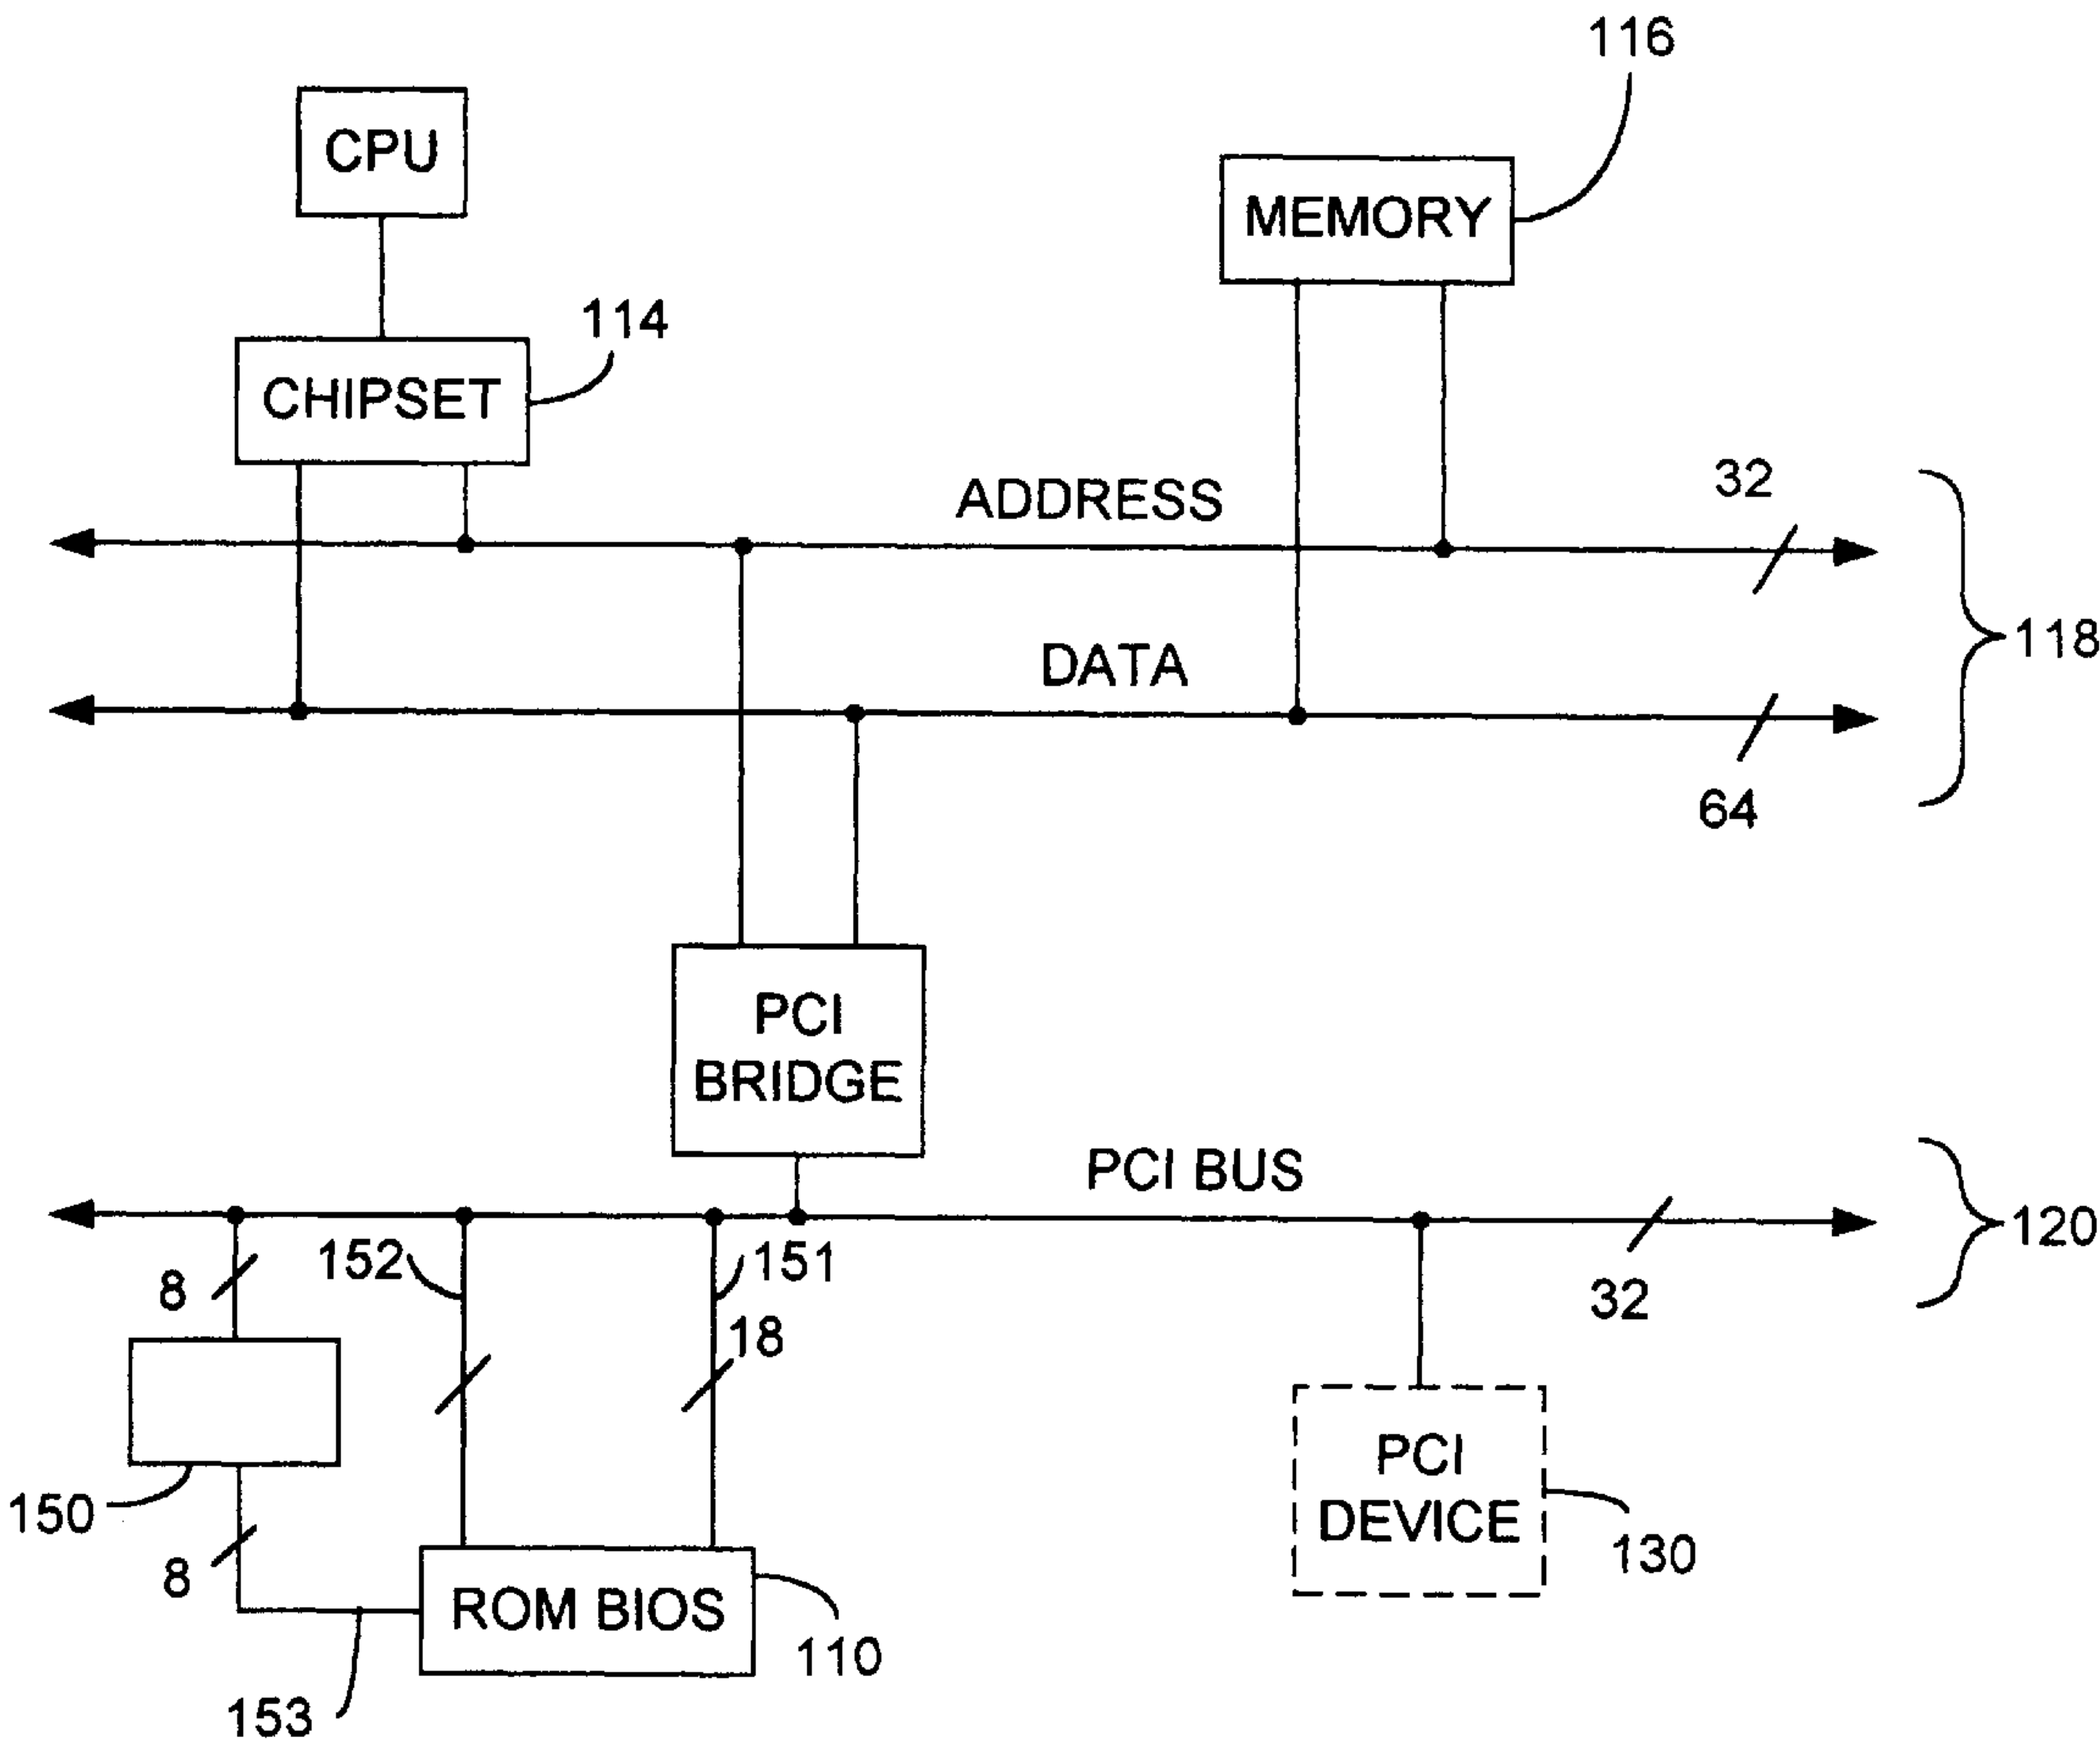 116
CPU
MEMORY
114
CHIPSET
ADDRESS
32
118
DATA
64
PCI
BRIDGE
PCI BUS
120
152
151
8
32
18
PCI
DEVICE
150
130
8
ROM BIOS
110
153